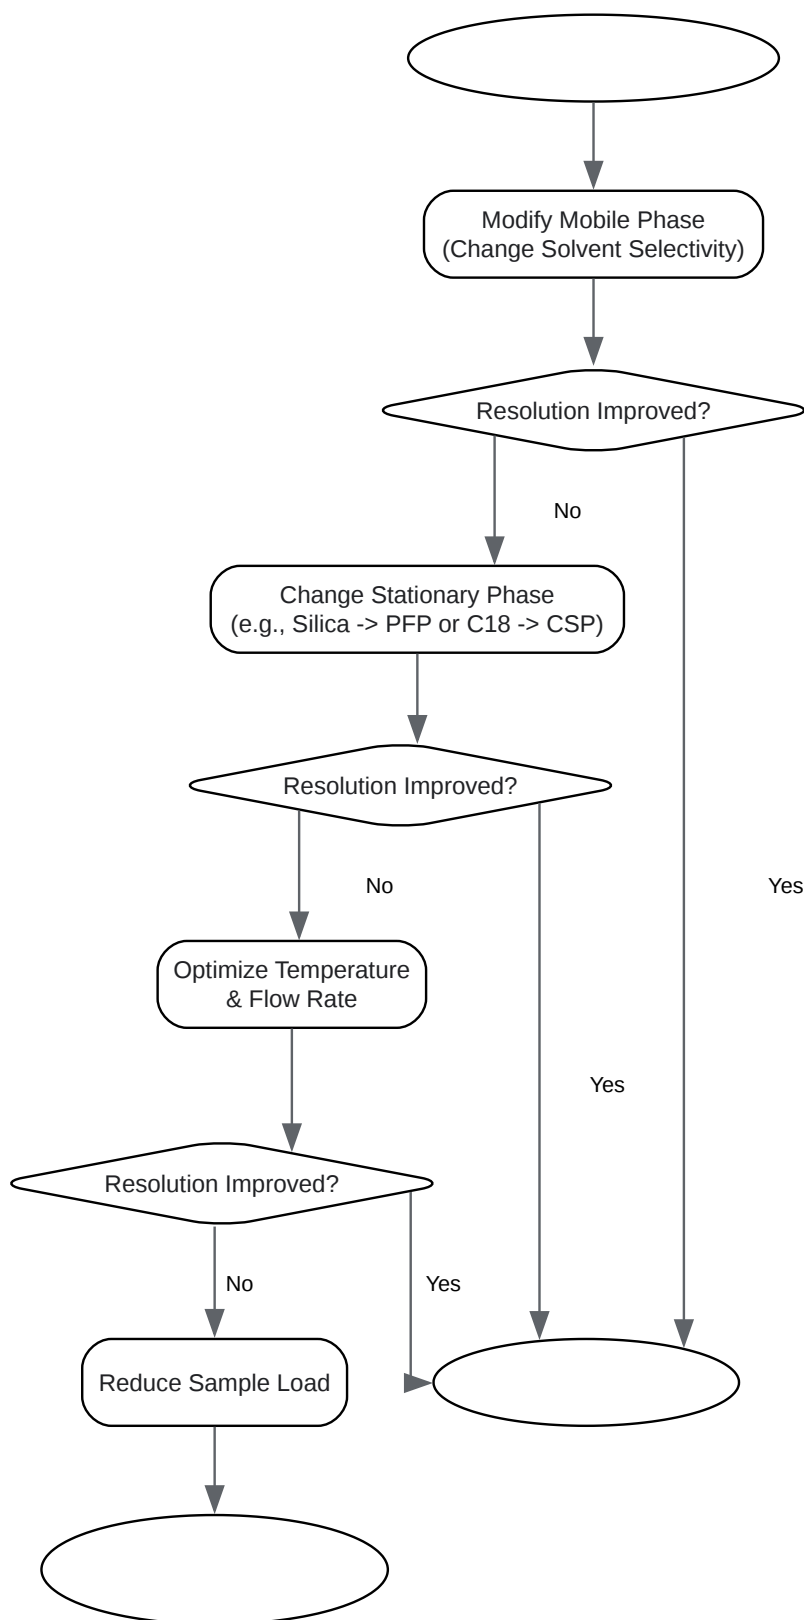 Modify Mobile Phase
(Change Solvent Selectivity)
Resolution Improved?
No
Change Stationary Phase
(e.g., Silica -> PFP or C18 -> CSP)
Resolution Improved?
No
Yes
Optimize Temperature
& Flow Rate
Yes
Resolution Improved?
No
Yes
Reduce Sample Load